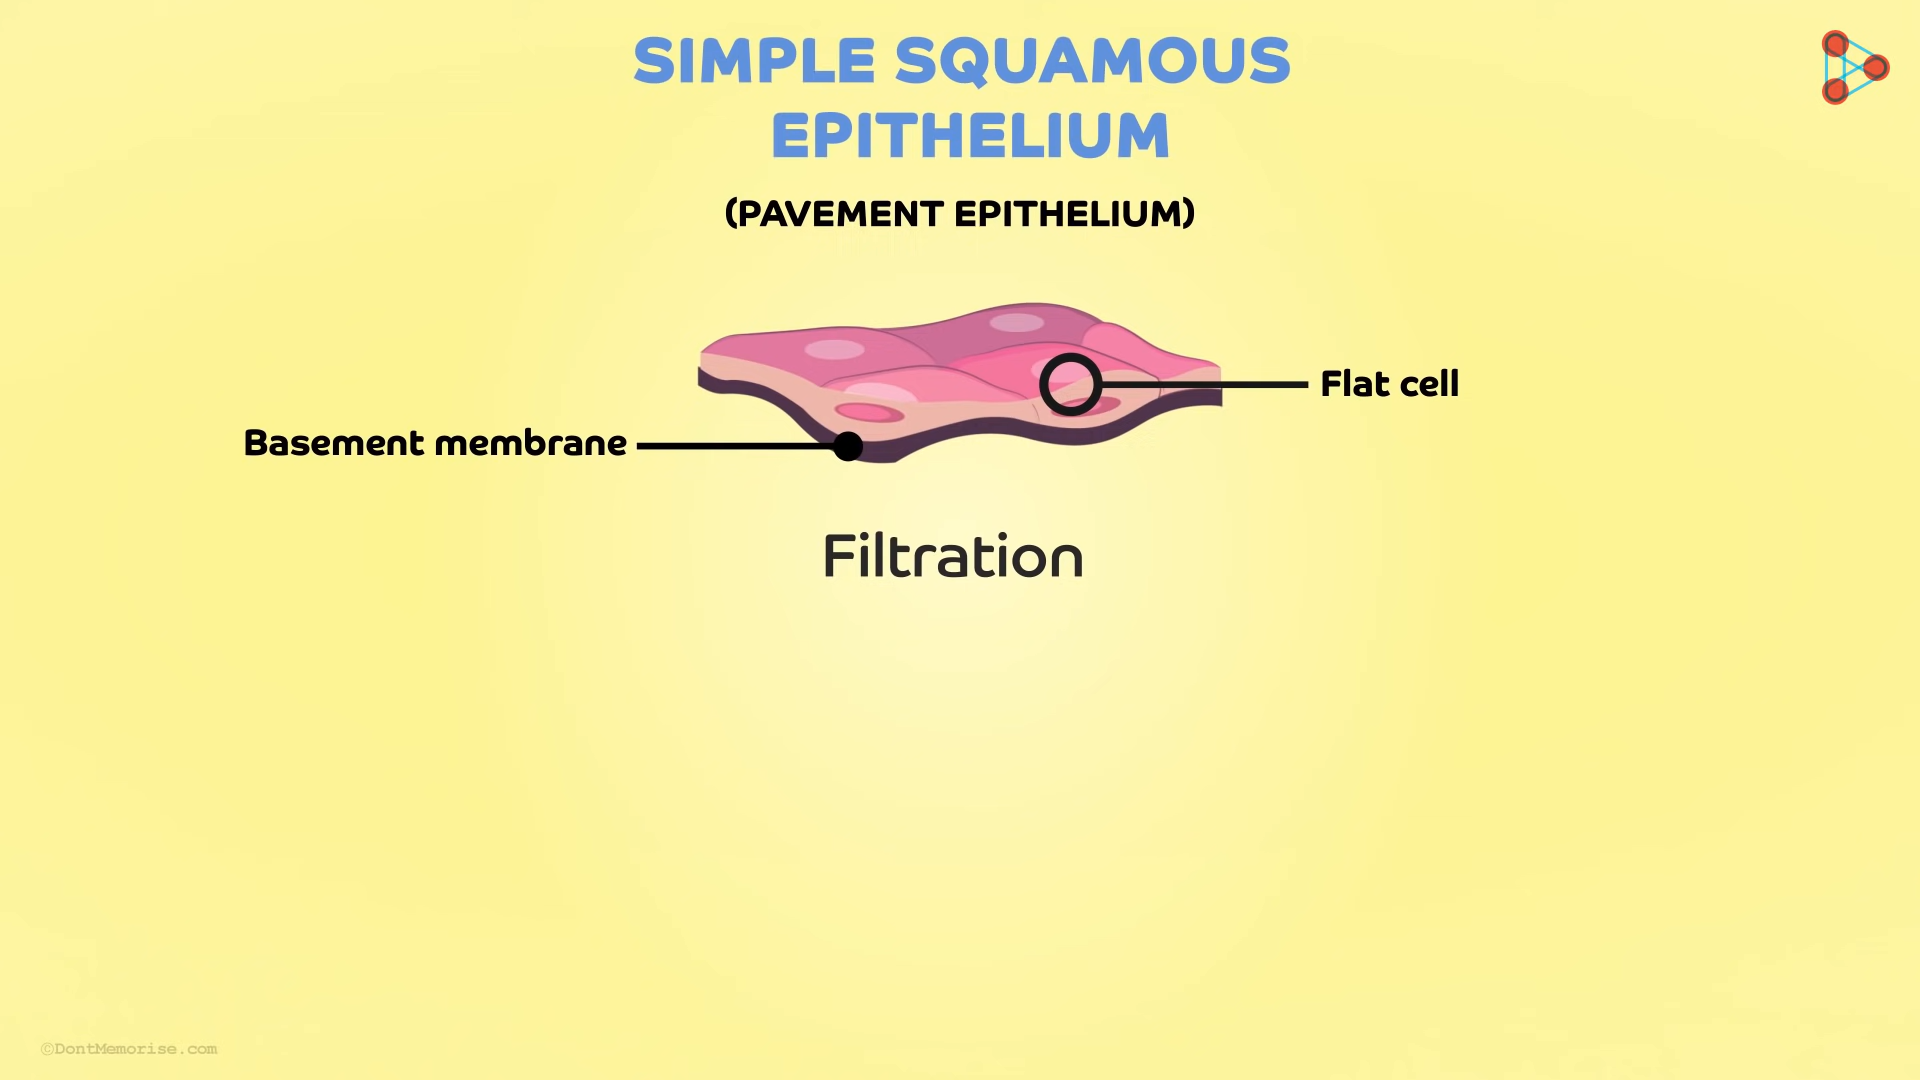 SIMPLE SQUAMOUS
EPITHELIUM
(PAVEMENT EPITHELIUM)
Flat cell
Basement membrane
Filtration
©DontMemorise.com